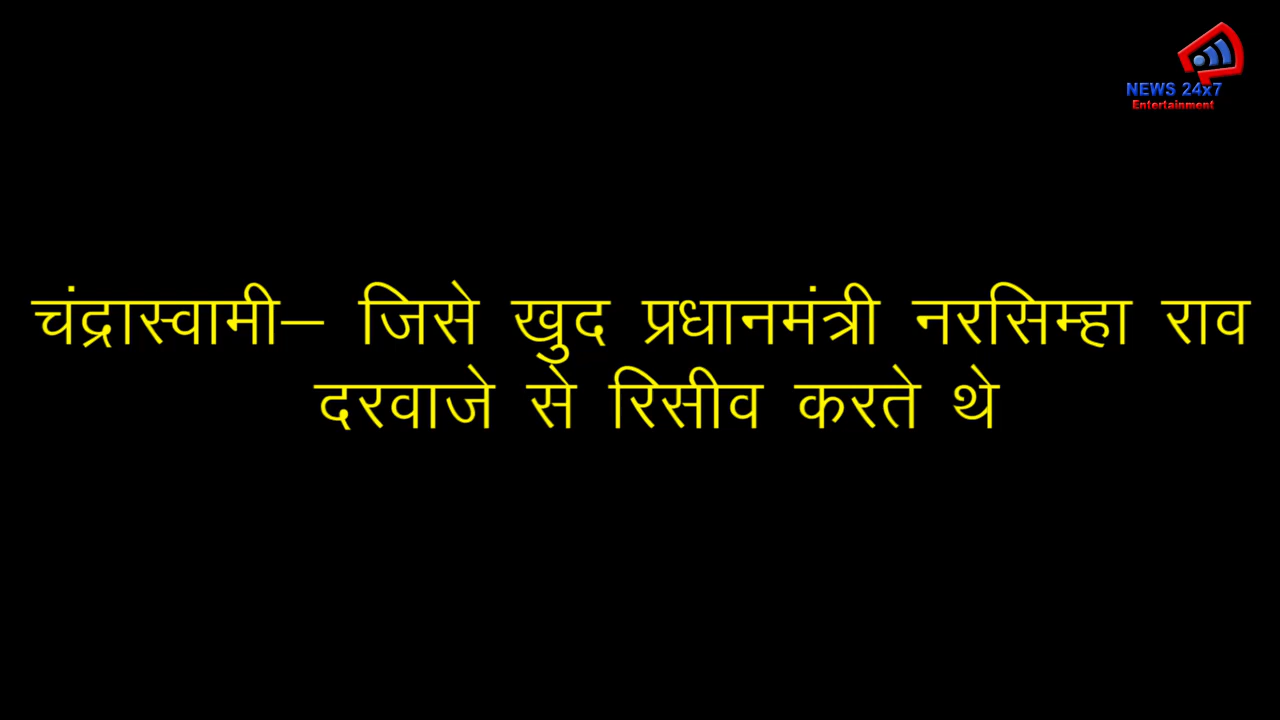 NEWS 24x7
Entertainment
चंद्रास्वामी– जिसे खुद प्रधानमंत्री नरसिम्हा राव
दरवाजे से रिसीव करते थे